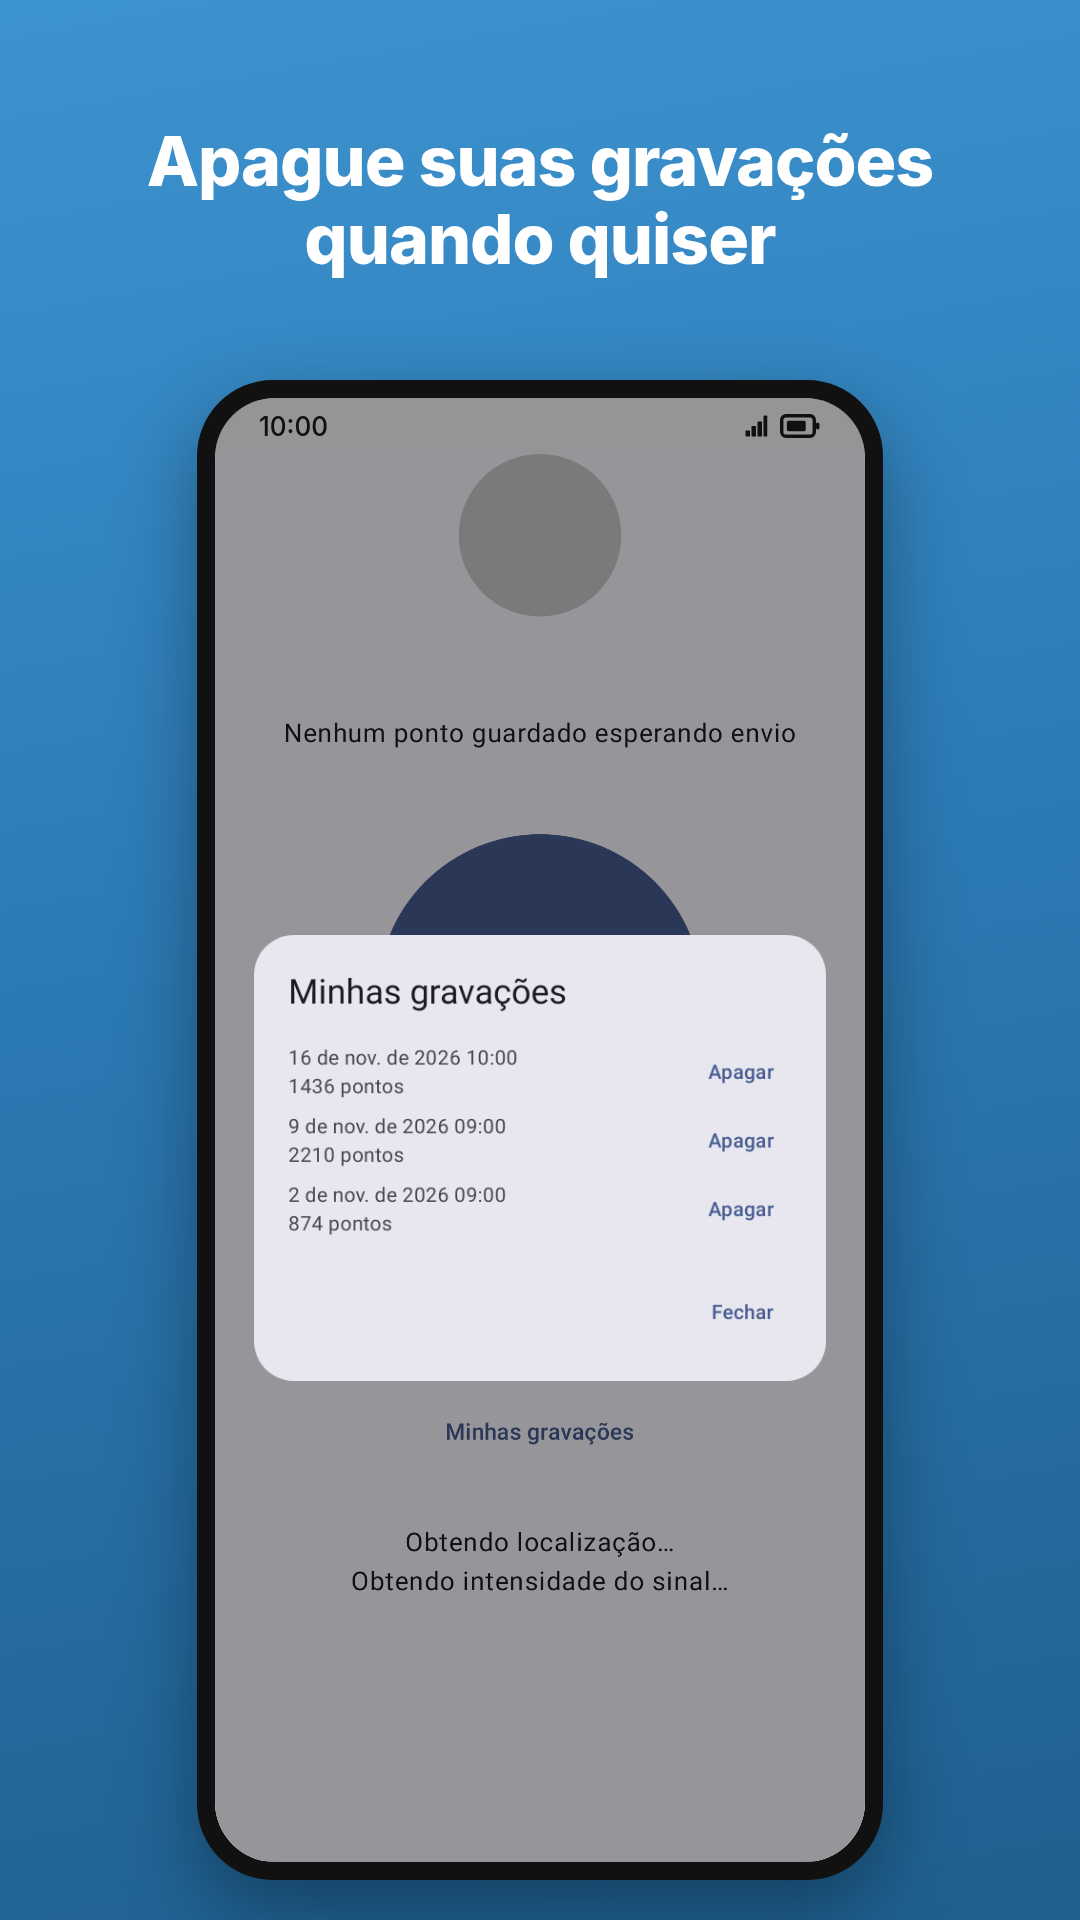 Apague suas gravações
quando quiser
10:00
Nenhum ponto guardado esperando envio
Minhas gravações
16 de nov. de 2026 10:00
1436 pontos
Apagar
9 de nov. de 2026 09:00
2210 pontos
Apagar
2 de nov. de 2026 09:00
874 pontos
Apagar
Fechar
Minhas gravações
Obtendo localização…
Obtendo intensidade do sinal…